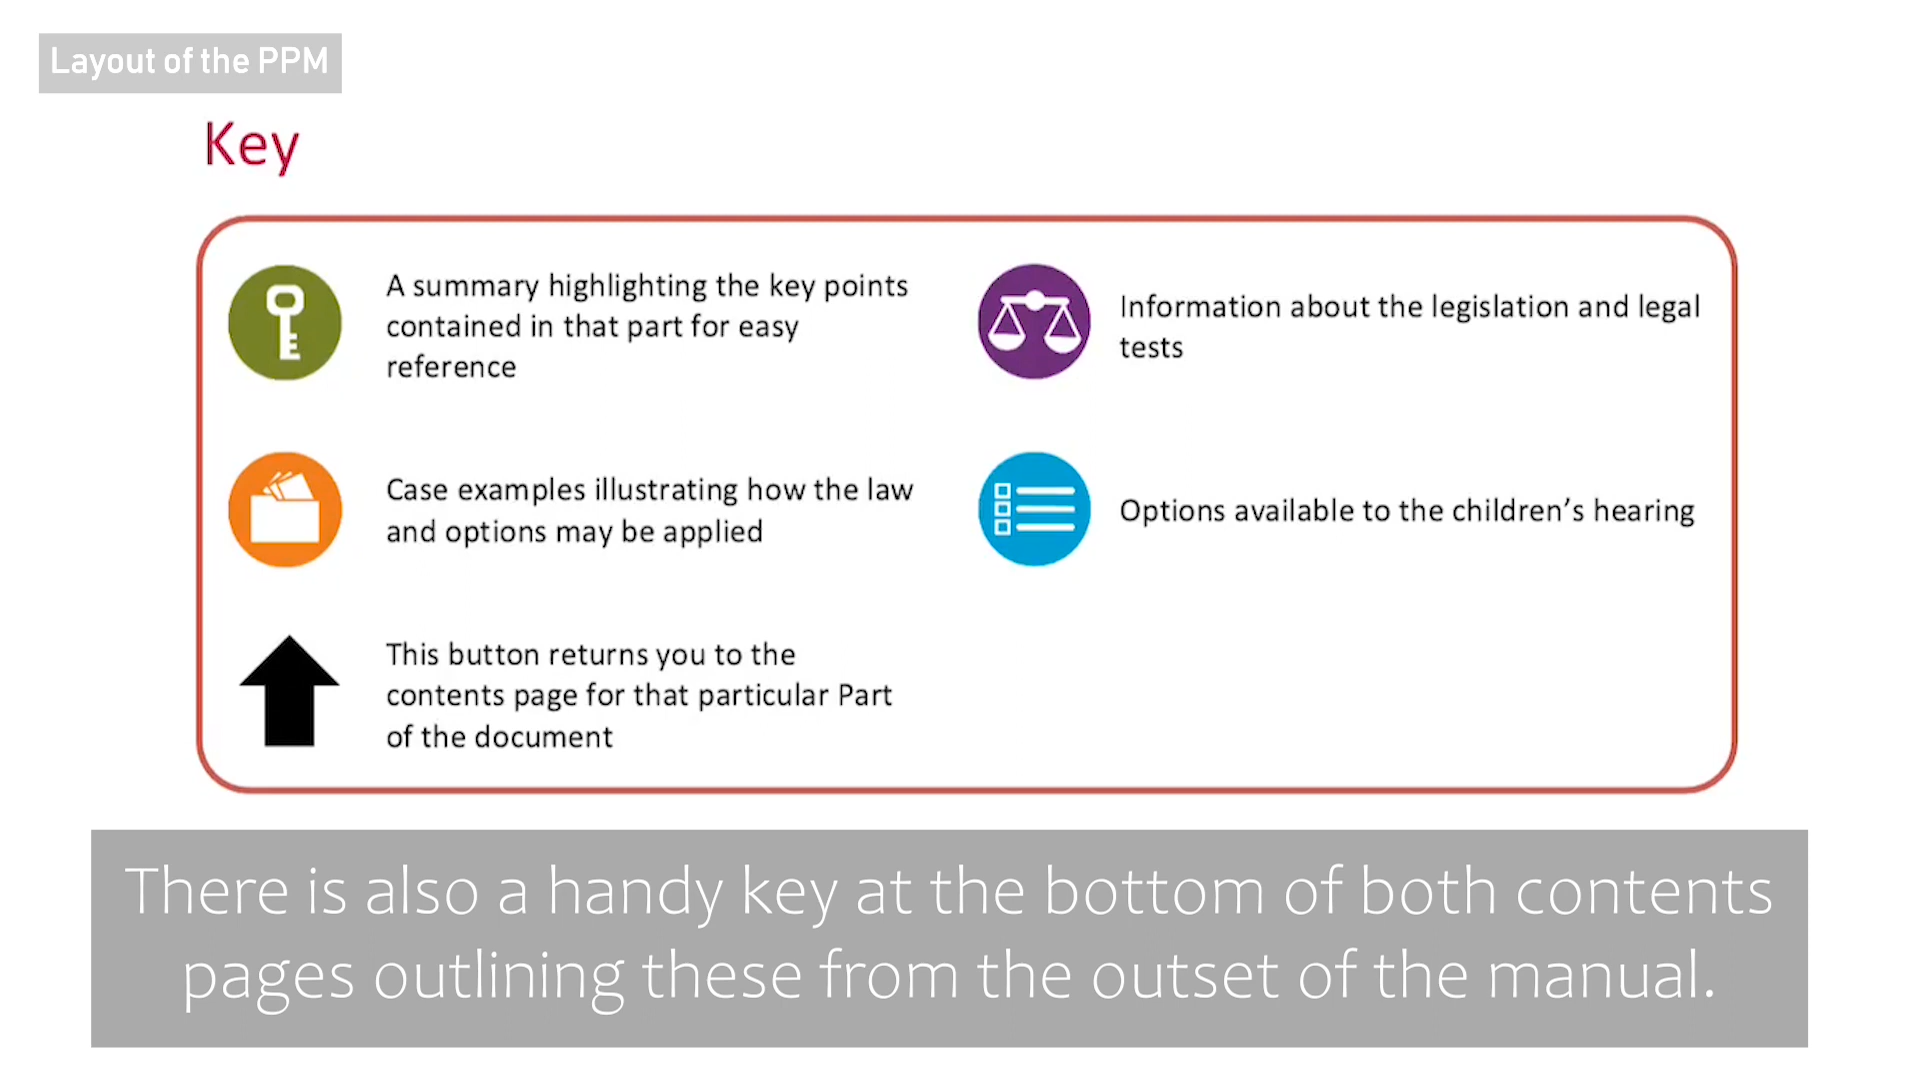 Layout of the PPM
Key
A summary highlighting the key points
contained in that part for easy
reference
Information about the legislation and legal
tests
Case examples illustrating how the law
and options may be applied
Options available to the children’s hearing
This button returns you to the
contents page for that particular Part
of the document
There is also a handy key at the bottom of both contents
pages outlining these from the outset of the manual.